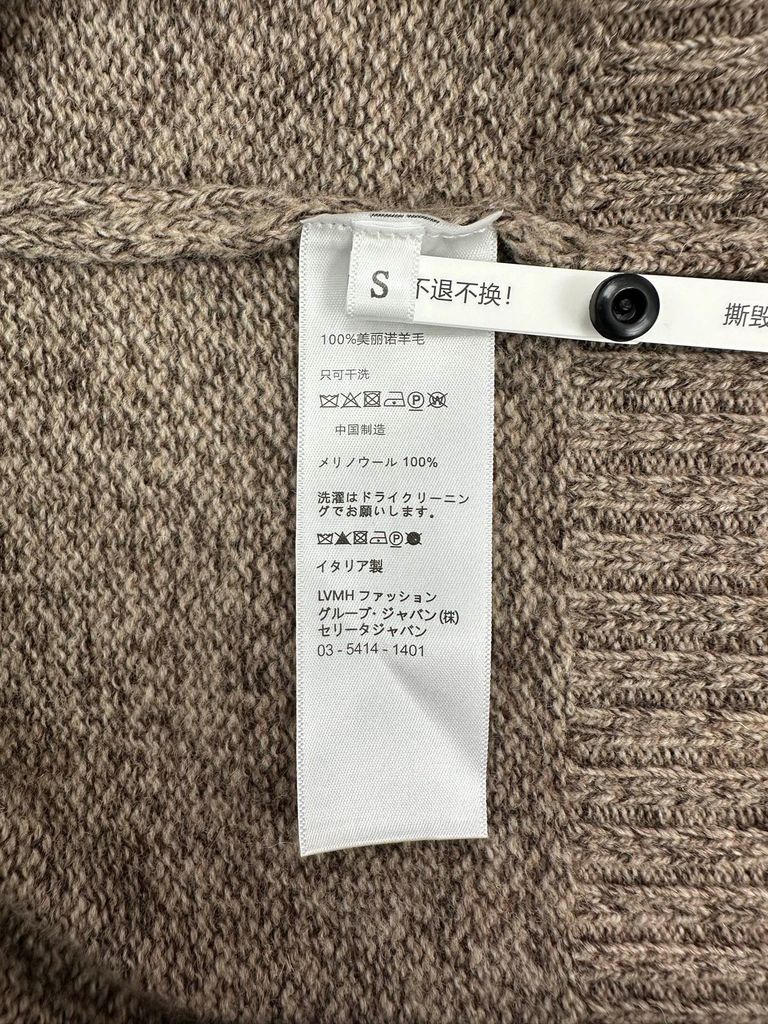 S
不退不换!
撕毁
100%美丽诺羊毛
只可干洗
中国制造
メリノウール 100%
洗濯はドライクリーニン
グでお願いします。
イタリア製
LVMH ファッション
グループ・ジャパン(株)
セリーヌジャパン
03 - 5414 - 1401